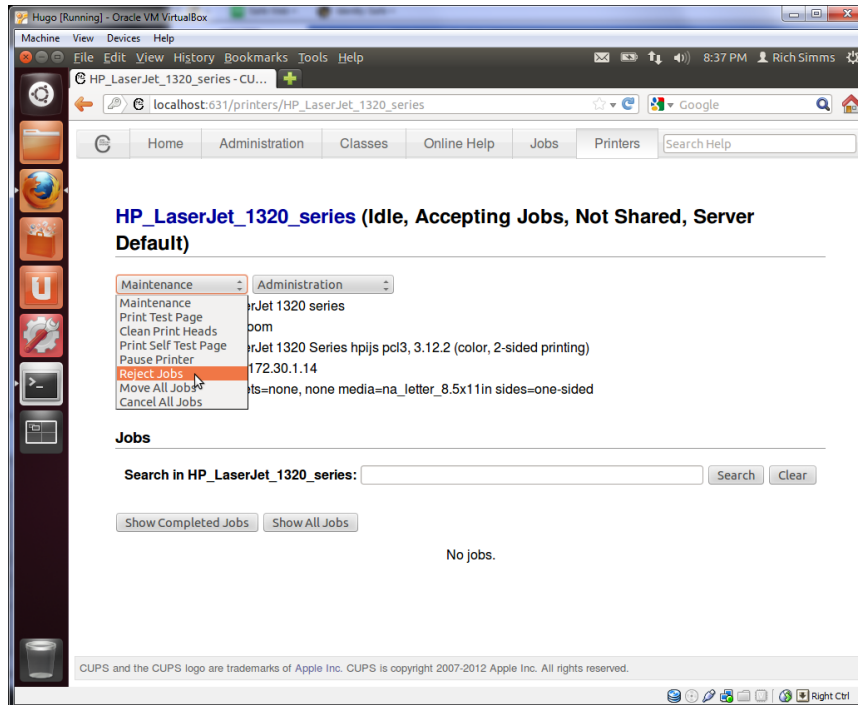 Hugo [Running] - Oracle VM VirtualBox
Machine View Devices Help
File Edit View History Bookmarks Tools Help 8:37 PM Rich Simms
HP_LaserJet_1320_series - CU...
localhost:631/printers/HP_LaserJet_1320_series Google
Home Administration Classes Online Help Jobs Printers Search Help
HP_LaserJet_1320_series (Idle, Accepting Jobs, Not Shared, Server
Default)
Maintenance Administration
Maintenance
erJet 1320 series
Print Test Page
Clean Print Heads
oom
Print Self Test Page
erJet 1320 Series hpijs pcl3, 3.12.2 (color, 2-sided printing)
Pause Printer
Reject Jobs
172.30.1.14
Move All Jobs
ets=none, none media=na_letter_8.5x11in sides=one-sided
Cancel All Jobs
Jobs
Search in HP_LaserJet_1320_series: Search Clear
Show Completed Jobs Show All Jobs
No jobs.
CUPS and the CUPS logo are trademarks of Apple Inc. CUPS is copyright 2007-2012 Apple Inc. All rights reserved.
Right Ctrl